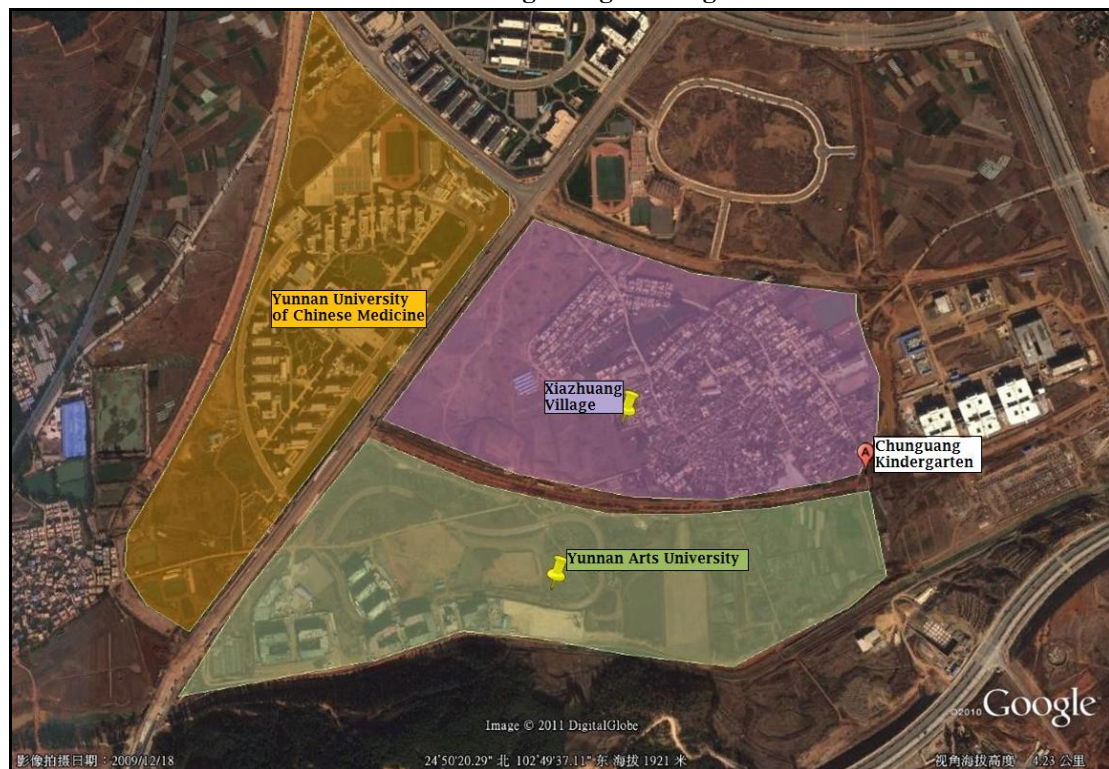 Yunnan University
of Chinese Medicine
Xiazhuang
Village
A
Chunguang
Kindergarten
Yunnan Arts University
©2010 Google
Image © 2011 DigitalGlobe
影像拍摄日期：2009/12/18
24°50'20.29" 北 102°49'37.11" 东 海拔 1921 米
视角海拔高度 4.23 公里